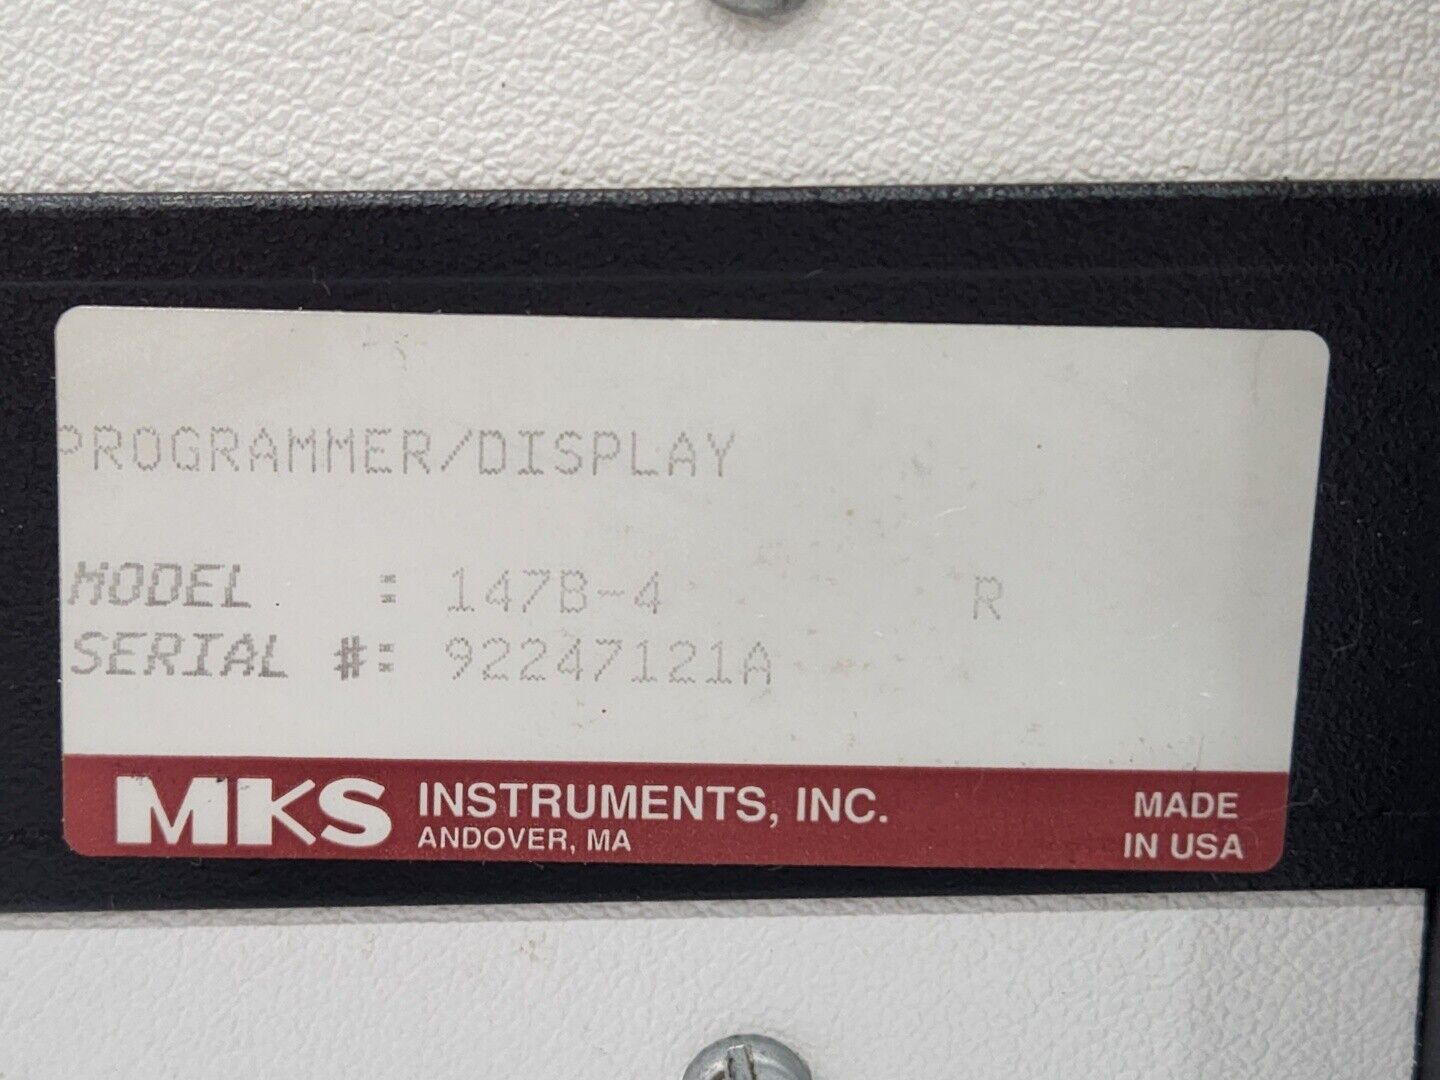 PROGRAMMER/DISPLAY
MODEL : 147B-4 R
SERIAL #: 92247121A
MKS INSTRUMENTS, INC.
ANDOVER, MA
MADE
IN USA